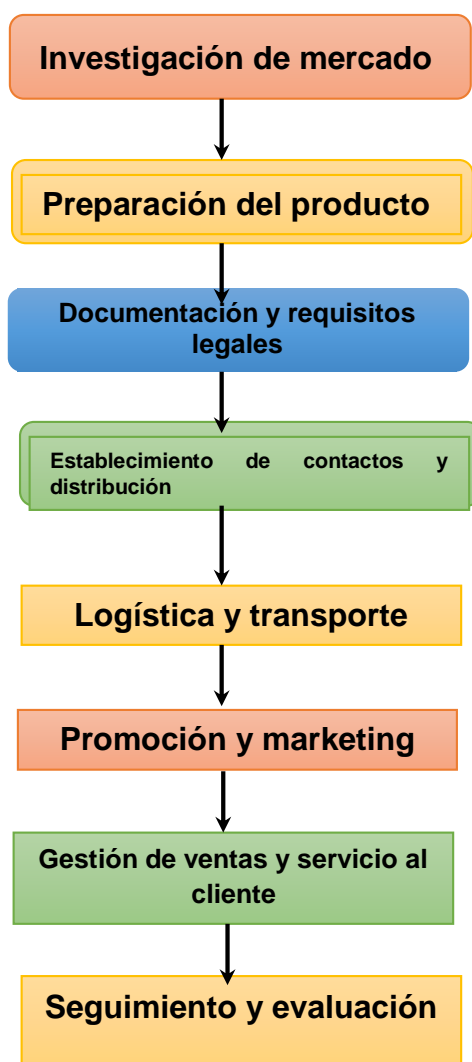 Investigación de mercado
Preparación del producto
Documentación y requisitos
legales
Establecimiento de contactos y
distribución
Logística y transporte
Promoción y marketing
Gestión de ventas y servicio al
cliente
Seguimiento y evaluación